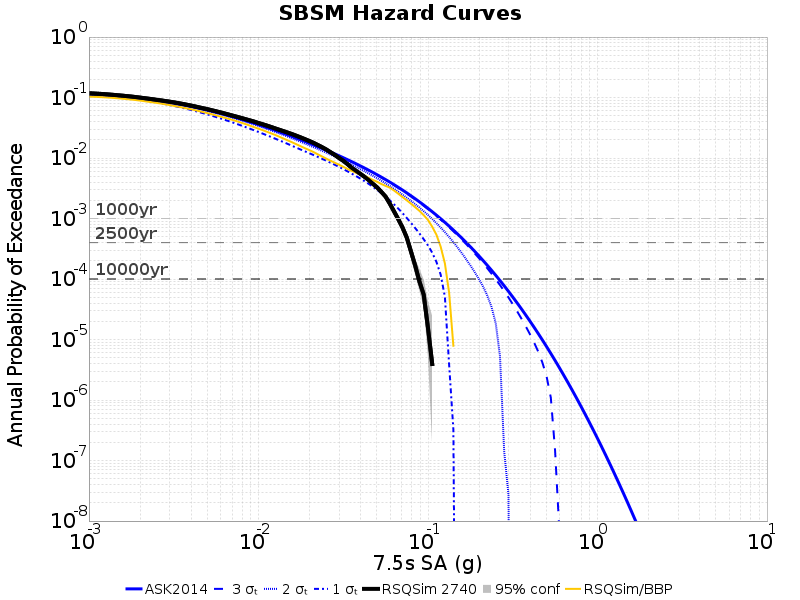 SBSM Hazard Curves
Annual Probability of Exceedance
10^0
10^-1
10^-2
10^-3
10^-4
10^-5
10^-6
10^-7
10^-8
1000yr
2500yr
10000yr
10^-3 10^-2 10^-1 10^0 10^1
7.5s SA (g)
ASK2014 3 σₜ 2 σₜ 1 σₜ RSQSim 2740 95% conf RSQSim/BBP